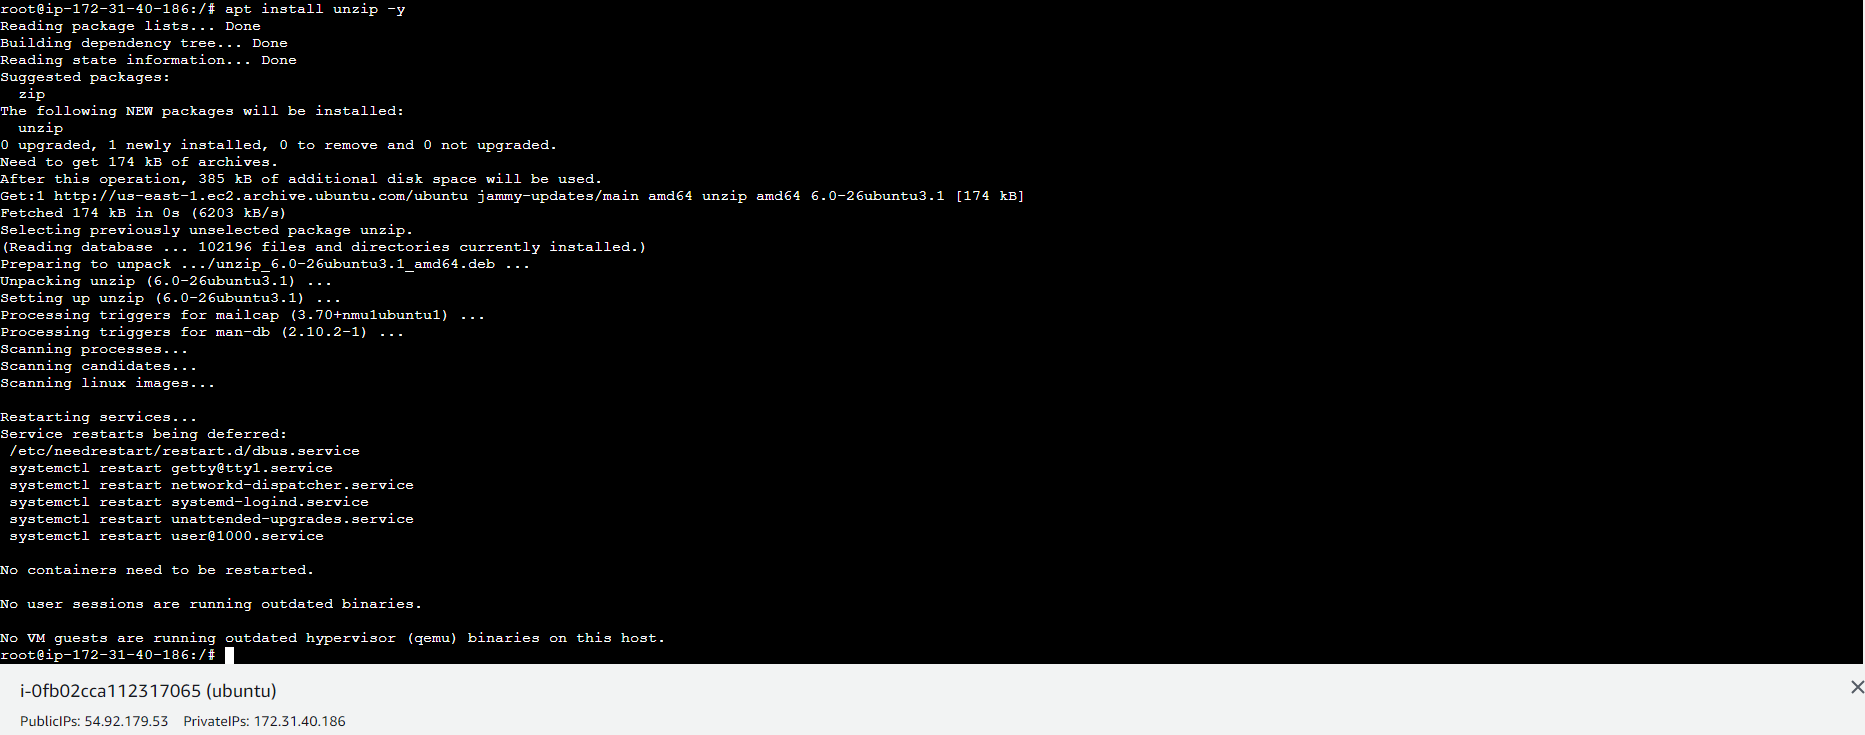 root@ip-172-31-40-186:/# apt install unzip -y
Reading package lists... Done
Building dependency tree... Done
Reading state information... Done
Suggested packages:
  zip
The following NEW packages will be installed:
  unzip
0 upgraded, 1 newly installed, 0 to remove and 0 not upgraded.
Need to get 174 kB of archives.
After this operation, 385 kB of additional disk space will be used.
Get:1 http://us-east-1.ec2.archive.ubuntu.com/ubuntu jammy-updates/main amd64 unzip amd64 6.0-26ubuntu3.1 [174 kB]
Fetched 174 kB in 0s (6203 kB/s)
Selecting previously unselected package unzip.
(Reading database ... 102196 files and directories currently installed.)
Preparing to unpack .../unzip_6.0-26ubuntu3.1_amd64.deb ...
Unpacking unzip (6.0-26ubuntu3.1) ...
Setting up unzip (6.0-26ubuntu3.1) ...
Processing triggers for mailcap (3.70+nmu1ubuntu1) ...
Processing triggers for man-db (2.10.2-1) ...
Scanning processes...
Scanning candidates...
Scanning linux images...

Restarting services...
Service restarts being deferred:
 /etc/needrestart/restart.d/dbus.service
 systemctl restart getty@tty1.service
 systemctl restart networkd-dispatcher.service
 systemctl restart systemd-logind.service
 systemctl restart unattended-upgrades.service
 systemctl restart user@1000.service

No containers need to be restarted.

No user sessions are running outdated binaries.

No VM guests are running outdated hypervisor (qemu) binaries on this host.
root@ip-172-31-40-186:/#
i-0fb02cca112317065 (ubuntu)
PublicIPs: 54.92.179.53 PrivateIPs: 172.31.40.186